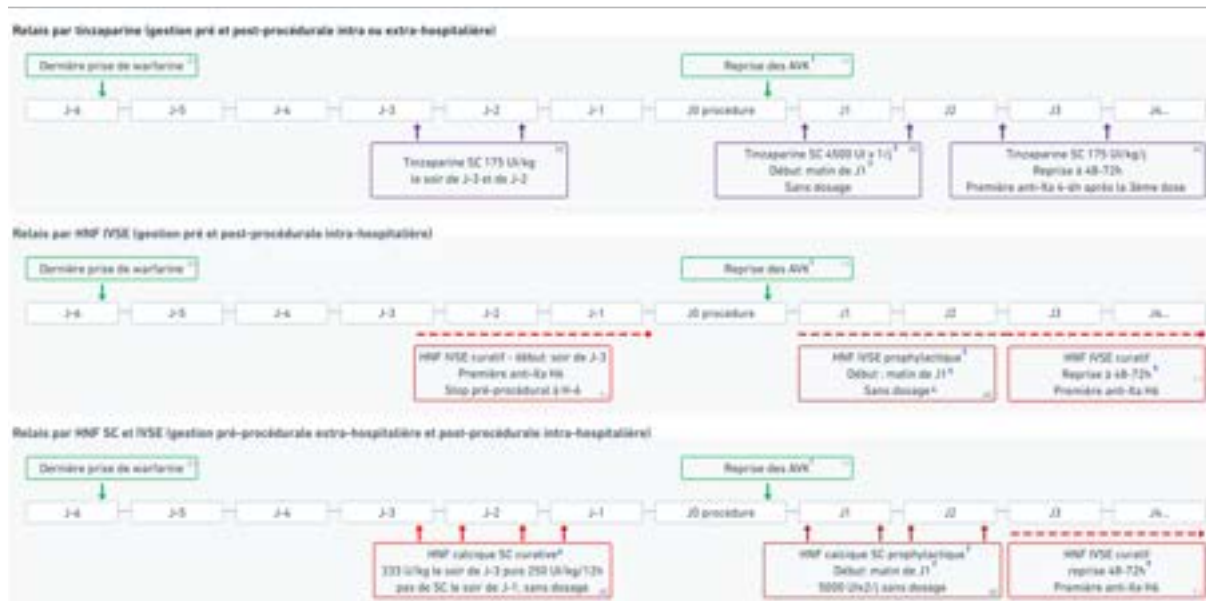 Relais par tinzaparine (gestion pré et post-procédurale intra ou extra-hospitalière)
Dernière prise de warfarine
Reprise des AVK
J-6 J-5 J-4 J-3 J-2 J-1 J0 procédure J1 J2 J3 J4...
Tinzaparine SC 175 UI/kg
le soir de J-3 et de J-2
Tinzaparine SC 4500 UI x 1/j
Début: matin de J1
Sans dosage
Tinzaparine SC 175 UI/kg/j
Reprise à 48-72h
Première anti-Xa 4-6h après la 3ème dose
Relais par HNF IVSE (gestion pré et post-procédurale intra-hospitalière)
Dernière prise de warfarine
Reprise des AVK
J-6 J-5 J-4 J-3 J-2 J-1 J0 procédure J1 J2 J3 J4...
HNF IVSE curatif - début: soir de J-3
Première anti-Xa H6
Stop pré-procédural à H-6
HNF IVSE prophylactique
Début : matin de J1
Sans dosage
HNF IVSE curatif
Reprise à 48-72h
Première anti-Xa H6
Relais par HNF SC et IVSE (gestion pré-procédurale extra-hospitalière et post-procédurale intra-hospitalière)
Dernière prise de warfarine
Reprise des AVK
J-6 J-5 J-4 J-3 J-2 J-1 J0 procédure J1 J2 J3 J4...
HNF calcique SC curative
333 U/kg le soir de J-3 puis 250 UI/kg/12h
pas de SC le soir de J-1, sans dosage
HNF calcique SC prophylactique
Début: matin de J1
5000 UIx2/j sans dosage
HNF IVSE curatif
reprise 48-72h
Première anti-Xa H6